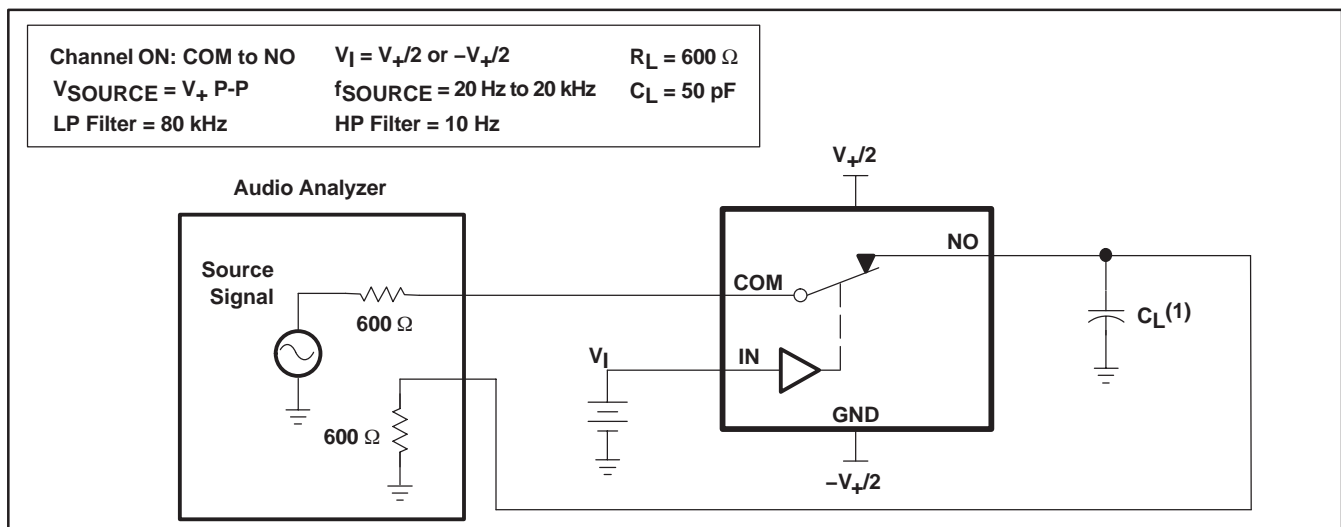 Channel ON: COM to NO V_I = V_+/2 or –V_+/2 R_L = 600 Ω
V_SOURCE = V_+ P-P f_SOURCE = 20 Hz to 20 kHz C_L = 50 pF
LP Filter = 80 kHz HP Filter = 10 Hz
V_+/2
Audio Analyzer
NO
Source
Signal
COM
600 Ω
C_L(1)
V_I
IN
GND
600 Ω
–V_+/2